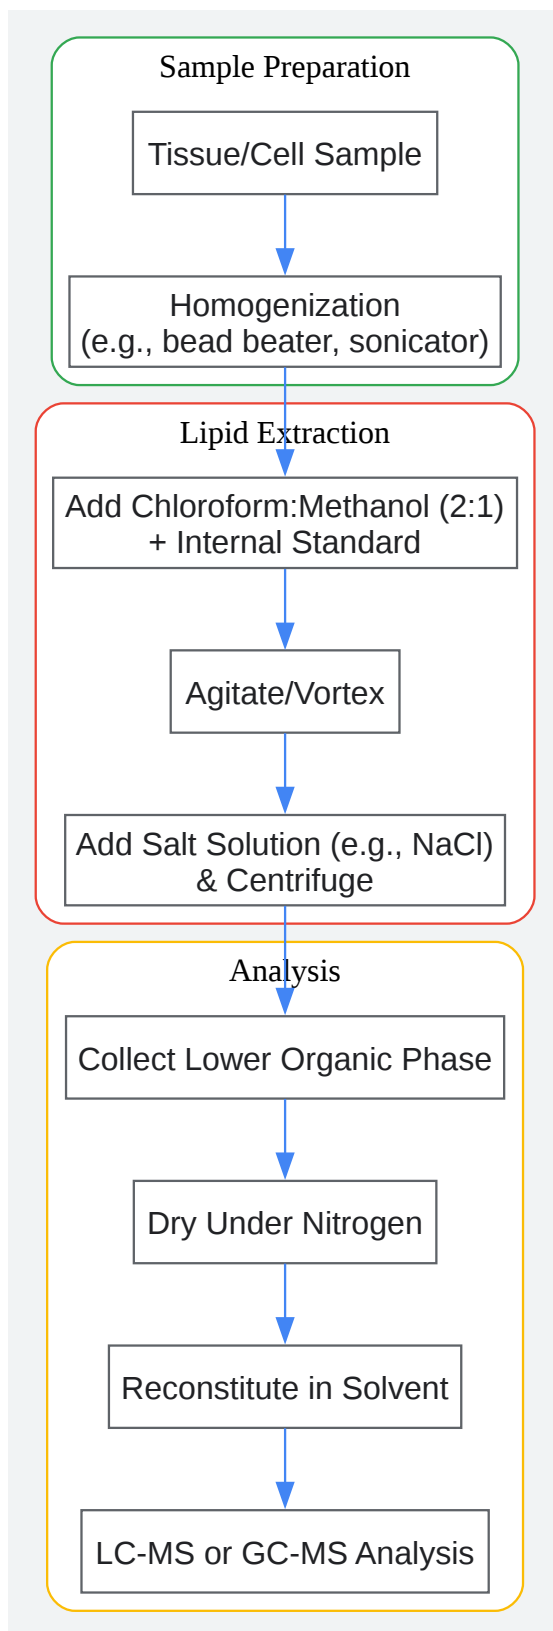 Sample Preparation
Tissue/Cell Sample
Homogenization
(e.g., bead beater, sonicator)
Lipid Extraction
Add Chloroform:Methanol (2:1)
+ Internal Standard
Agitate/Vortex
Add Salt Solution (e.g., NaCl)
& Centrifuge
Analysis
Collect Lower Organic Phase
Dry Under Nitrogen
Reconstitute in Solvent
LC-MS or GC-MS Analysis